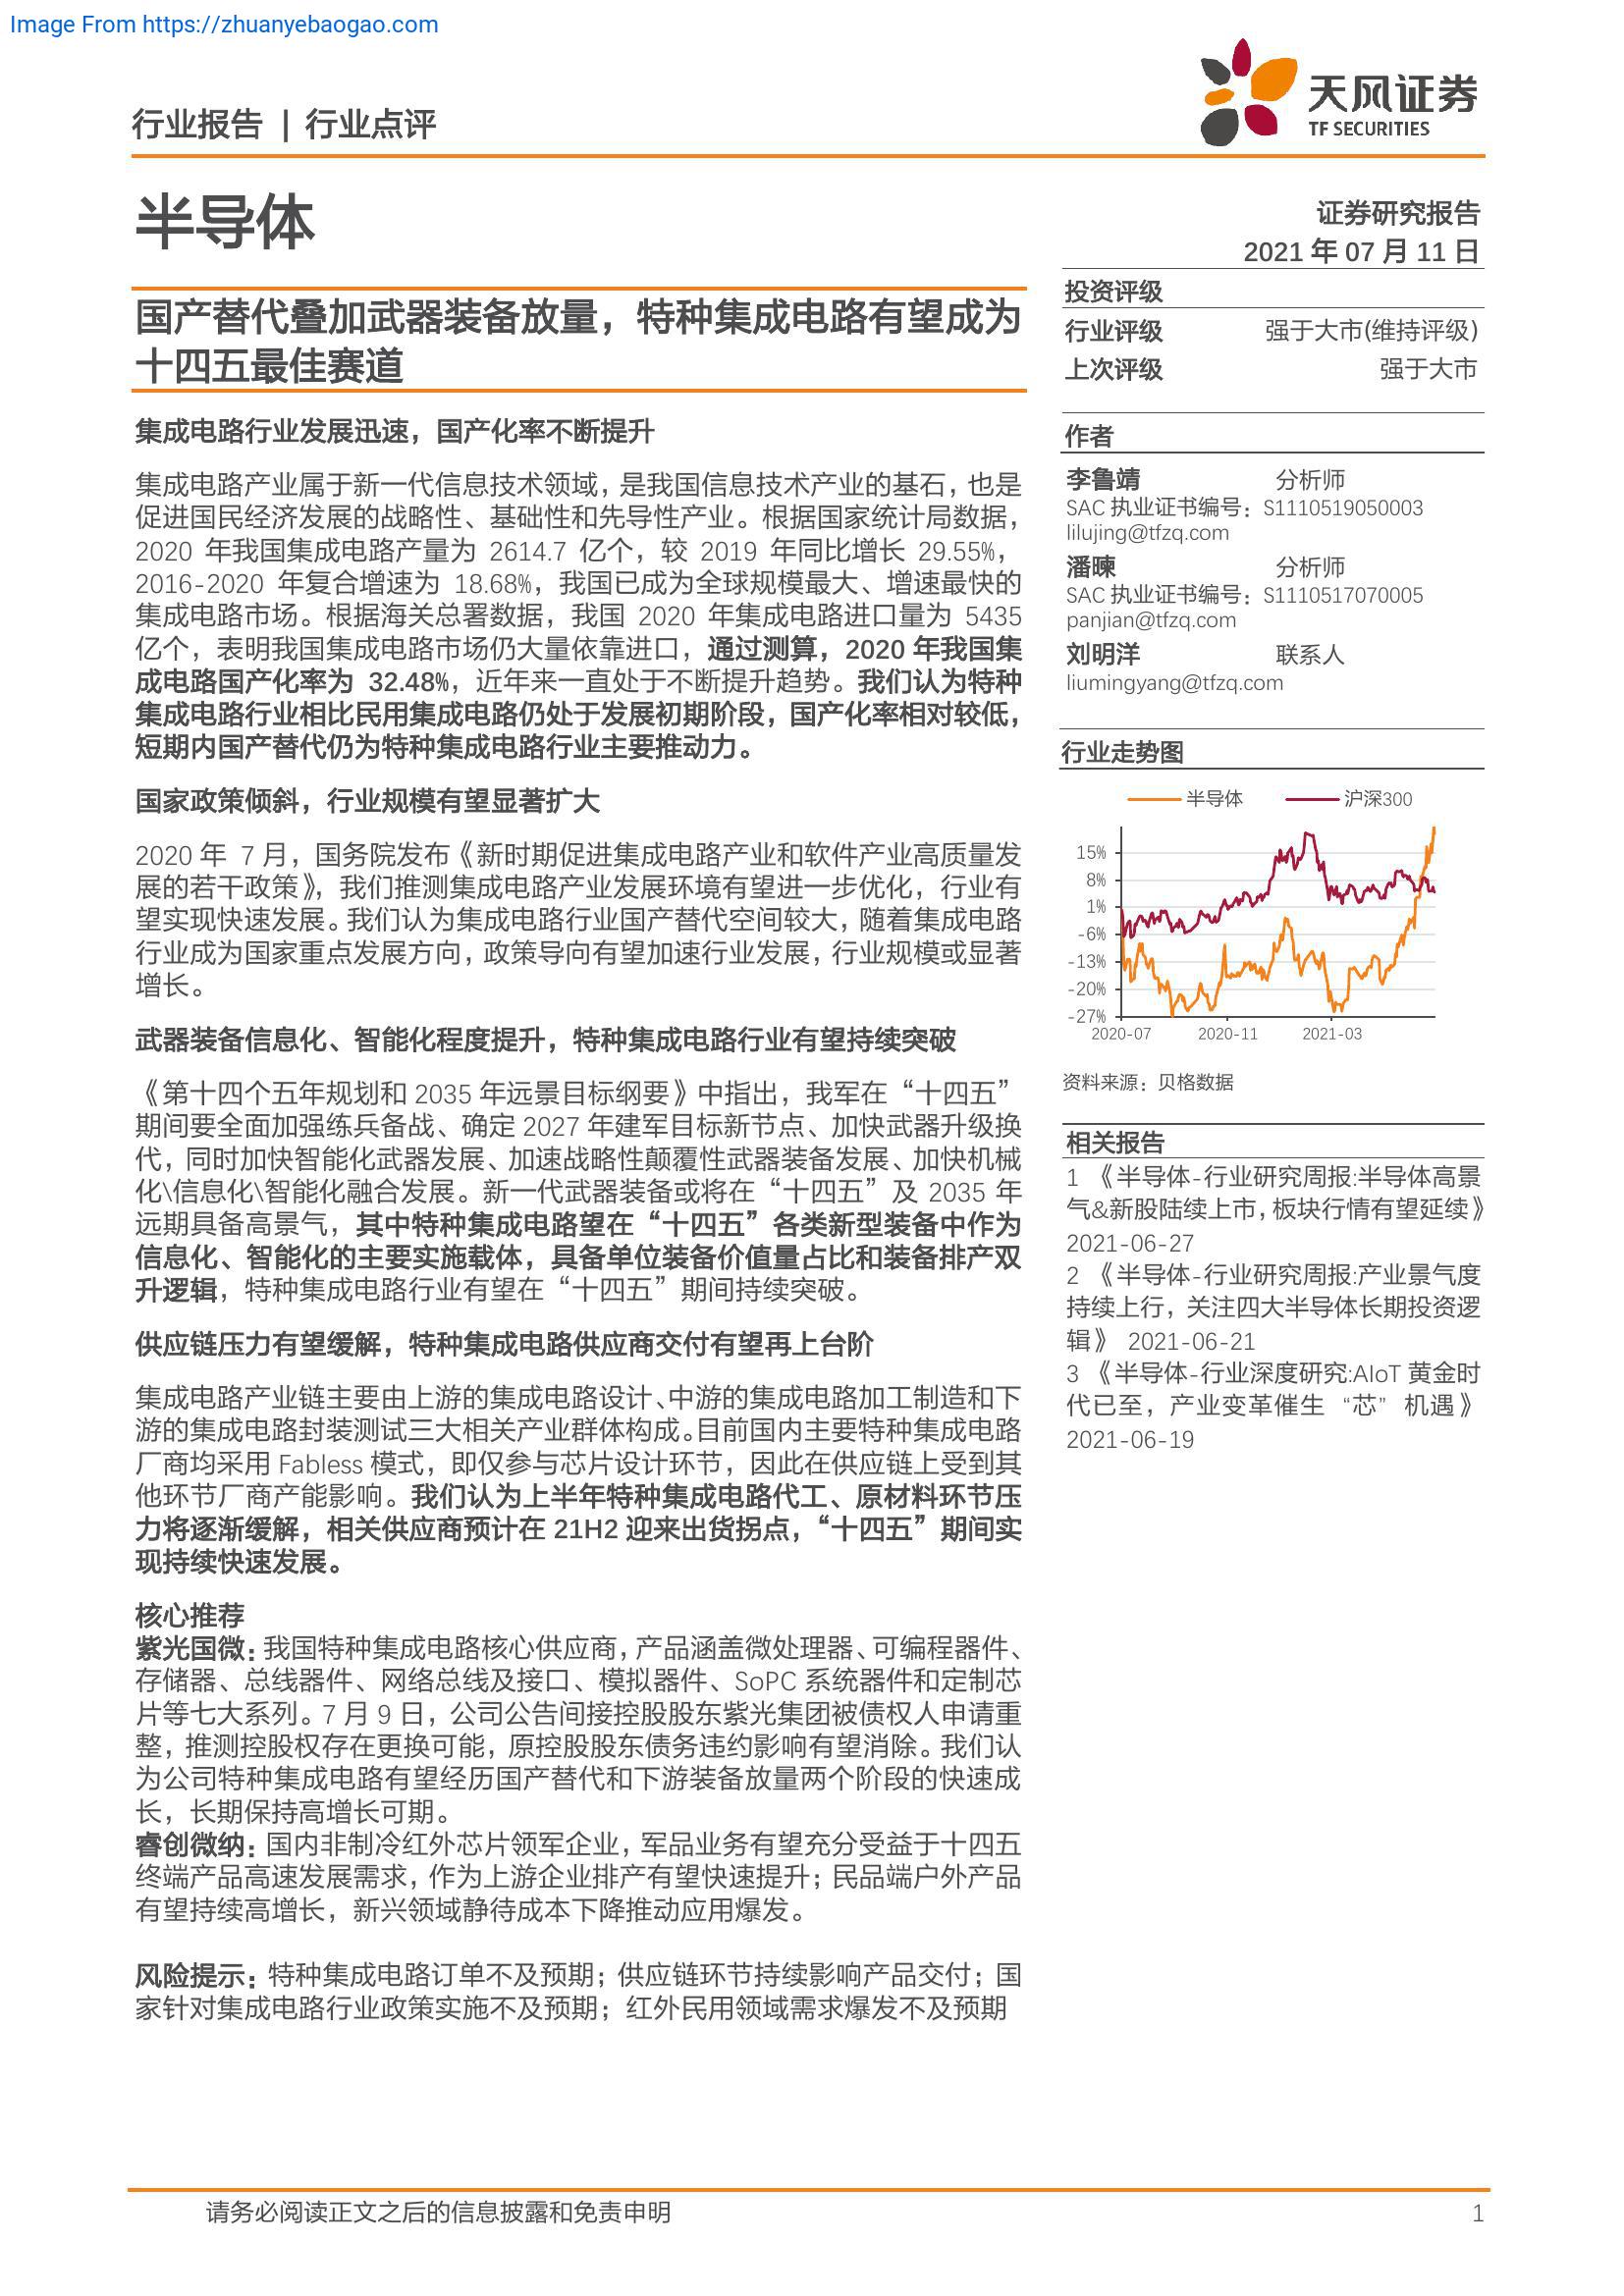 Image From https://zhuanyebaogao.com
行业报告 | 行业点评
天风证券
TF SECURITIES
半导体
证券研究报告
2021 年 07 月 11 日
国产替代叠加武器装备放量，特种集成电路有望成为
十四五最佳赛道
集成电路行业发展迅速，国产化率不断提升
集成电路产业属于新一代信息技术领域，是我国信息技术产业的基石，也是
促进国民经济发展的战略性、基础性和先导性产业。根据国家统计局数据，
2020 年我国集成电路产量为 2614.7 亿个，较 2019 年同比增长 29.55%，
2016-2020 年复合增速为 18.68%，我国已成为全球规模最大、增速最快的
集成电路市场。根据海关总署数据，我国 2020 年集成电路进口量为 5435
亿个，表明我国集成电路市场仍大量依靠进口，通过测算，2020 年我国集
成电路国产化率为 32.48%，近年来一直处于不断提升趋势。我们认为特种
集成电路行业相比民用集成电路仍处于发展初期阶段，国产化率相对较低，
短期内国产替代仍为特种集成电路行业主要推动力。
国家政策倾斜，行业规模有望显著扩大
2020 年 7 月，国务院发布《新时期促进集成电路产业和软件产业高质量发
展的若干政策》，我们推测集成电路产业发展环境有望进一步优化，行业有
望实现快速发展。我们认为集成电路行业国产替代空间较大，随着集成电路
行业成为国家重点发展方向，政策导向有望加速行业发展，行业规模或显著
增长。
武器装备信息化、智能化程度提升，特种集成电路行业有望持续突破
《第十四个五年规划和 2035 年远景目标纲要》中指出，我军在“十四五”
期间要全面加强练兵备战、确定 2027 年建军目标新节点、加快武器升级换
代，同时加快智能化武器发展、加速战略性颠覆性武器装备发展、加快机械
化\信息化\智能化融合发展。新一代武器装备或将在“十四五”及 2035 年
远期具备高景气，其中特种集成电路望在“十四五”各类新型装备中作为
信息化、智能化的主要实施载体，具备单位装备价值量占比和装备排产双
升逻辑，特种集成电路行业有望在“十四五”期间持续突破。
供应链压力有望缓解，特种集成电路供应商交付有望再上台阶
集成电路产业链主要由上游的集成电路设计、中游的集成电路加工制造和下
游的集成电路封装测试三大相关产业群体构成。目前国内主要特种集成电路
厂商均采用 Fabless 模式，即仅参与芯片设计环节，因此在供应链上受到其
他环节厂商产能影响。我们认为上半年特种集成电路代工、原材料环节压
力将逐渐缓解，相关供应商预计在 21H2 迎来出货拐点，“十四五”期间实
现持续快速发展。
核心推荐
紫光国微：我国特种集成电路核心供应商，产品涵盖微处理器、可编程器件、
存储器、总线器件、网络总线及接口、模拟器件、SoPC 系统器件和定制芯
片等七大系列。7 月 9 日，公司公告间接控股股东紫光集团被债权人申请重
整，推测控股权存在更换可能，原控股股东债务违约影响有望消除。我们认
为公司特种集成电路有望经历国产替代和下游装备放量两个阶段的快速成
长，长期保持高增长可期。
睿创微纳：国内非制冷红外芯片领军企业，军品业务有望充分受益于十四五
终端产品高速发展需求，作为上游企业排产有望快速提升；民品端户外产品
有望持续高增长，新兴领域静待成本下降推动应用爆发。
风险提示：特种集成电路订单不及预期；供应链环节持续影响产品交付；国
家针对集成电路行业政策实施不及预期；红外民用领域需求爆发不及预期
投资评级
行业评级 强于大市(维持评级)
上次评级 强于大市
作者
李鲁靖 分析师
SAC 执业证书编号：S1110519050003
lilujing@tfzq.com
潘暕 分析师
SAC 执业证书编号：S1110517070005
panjian@tfzq.com
刘明洋 联系人
liumingyang@tfzq.com
行业走势图
半导体 沪深300
15%
8%
1%
-6%
-13%
-20%
-27%
2020-07 2020-11 2021-03
资料来源：贝格数据
相关报告
1 《半导体-行业研究周报:半导体高景
气&新股陆续上市，板块行情有望延续》
2021-06-27
2 《半导体-行业研究周报:产业景气度
持续上行，关注四大半导体长期投资逻
辑》 2021-06-21
3 《半导体-行业深度研究:AIoT 黄金时
代已至，产业变革催生 “芯” 机遇》
2021-06-19
请务必阅读正文之后的信息披露和免责申明 1